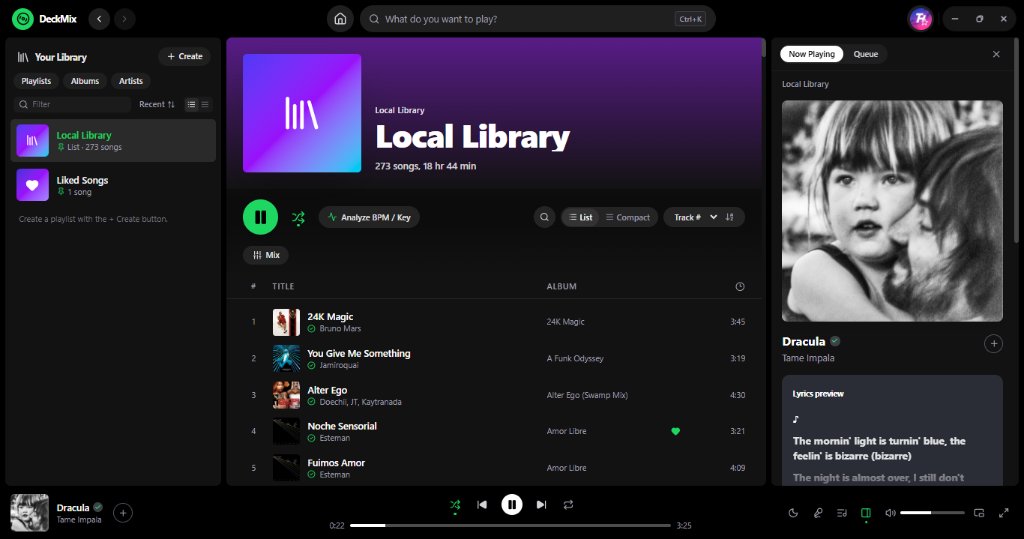 DeckMix
What do you want to play?
Ctrl+K
Your Library
+ Create
Playlists
Albums
Artists
Filter
Recent
Local Library
List · 273 songs
Liked Songs
1 song
Create a playlist with the + Create button.
Local Library
Local Library
273 songs, 18 hr 44 min
Analyze BPM / Key
List
Compact
Track #
Mix
# TITLE ALBUM
1 24K Magic 24K Magic 3:45
Bruno Mars
2 You Give Me Something A Funk Odyssey 3:19
Jamiroquai
3 Alter Ego Alter Ego (Swamp Mix) 4:30
Doechii, JT, Kaytranada
4 Noche Sensorial Amor Libre 3:21
Esteman
5 Fuimos Amor Amor Libre 4:09
Esteman
Now Playing
Queue
Local Library
Dracula
Tame Impala
Lyrics preview
♪
The mornin' light is turnin' blue, the
feelin' is bizarre (bizarre)
The night is almost over, I still don't
Dracula
Tame Impala
0:22
3:25